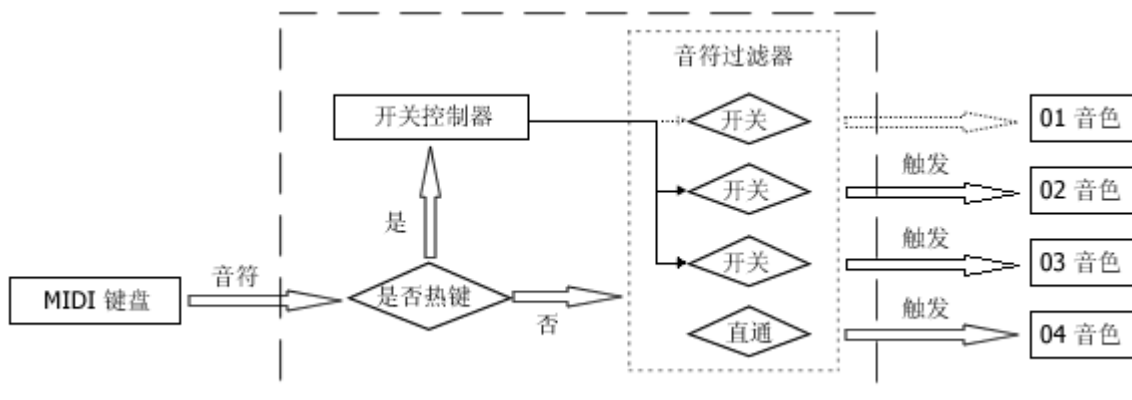 音符过滤器
开关控制器
开关
01 音色
是
开关
触发
02 音色
开关
触发
03 音色
MIDI 键盘
音符
是否热键
否
直通
触发
04 音色